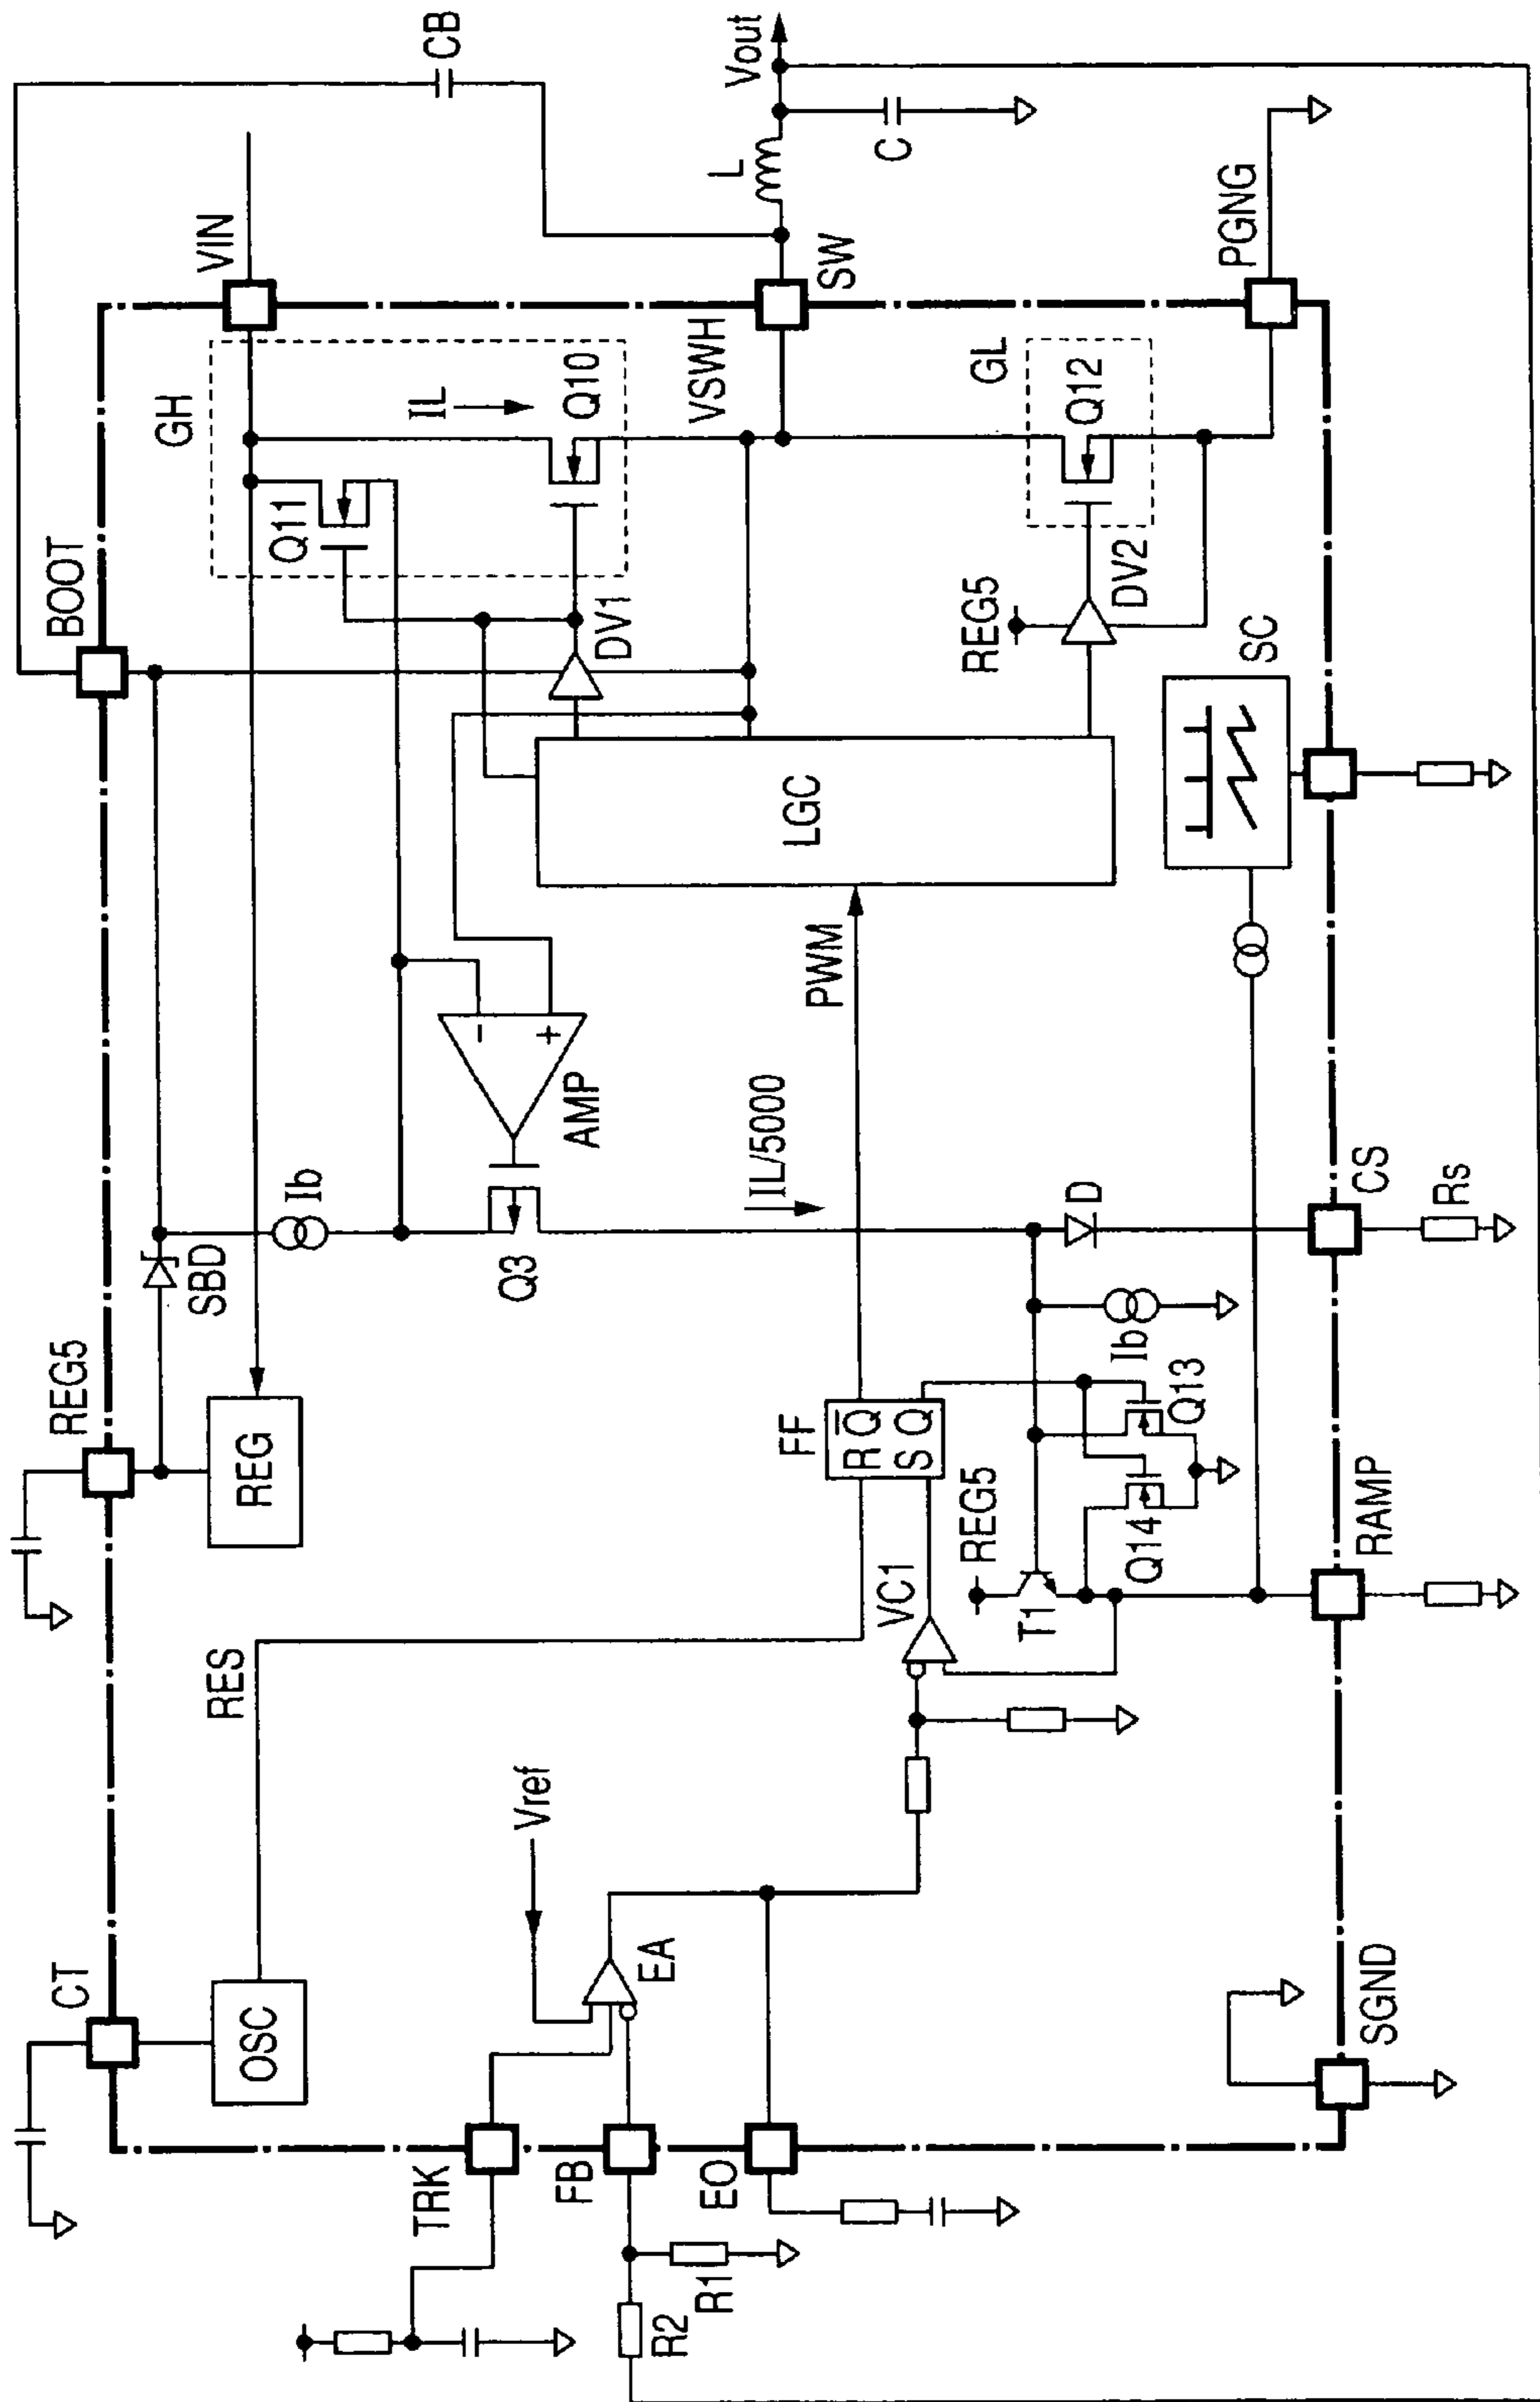 CB
Vout
C
L
VIN
SW
PGNG
BOOT
GH
IL
Q10
Q11
VSWH
GL
Q12
DV1
REG5
DV2
SC
LGC
PWM
-
+
AMP
IL/5000
Ib
SBD
Q3
D
CS
Rs
REG5
REG
FF
R Q̅
S Q
Ib
Q13
Q14
REG5
T1
VC1
RAMP
RES
Vref
EA
CT
OSC
SGND
TRK
FB
EO
R1
R2